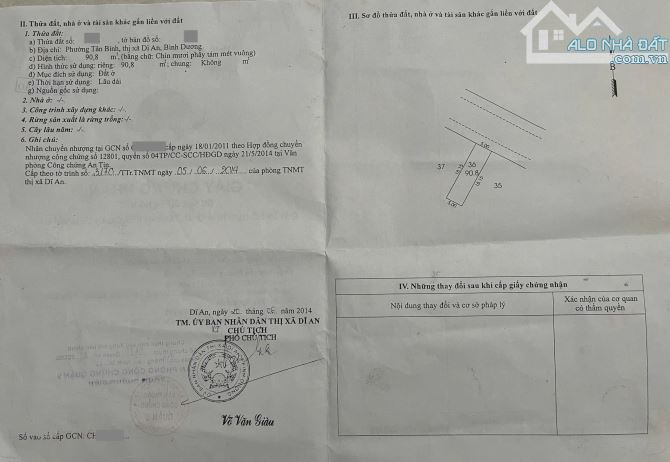 II. Thửa đất, nhà ở và tài sản khác gắn liền với đất
1. Thửa đất:
a) Thửa đất số: , tờ bản đồ số:
b) Địa chỉ: Phường Tân Bình, thị xã Dĩ An, Bình Dương.
c) Diện tích: 90,8 m², (bằng chữ: Chín mươi phẩy tám mét vuông)
d) Hình thức sử dụng: riêng: 90,8 m², chung: Không m²
đ) Mục đích sử dụng: Đất ở
e) Thời hạn sử dụng: Lâu dài
g) Nguồn gốc sử dụng:
2. Nhà ở: -/-
3. Công trình xây dựng khác: -/-
4. Rừng sản xuất là rừng trồng: -/-
5. Cây lâu năm: -/-
6. Ghi chú:
Nhận chuyển nhượng tại GCN số cấp ngày 18/01/2011 theo Hợp đồng chuyển
nhượng công chứng số 12801, quyển số 04TP/CC-SCC/HĐGD ngày 21/5/2014 tại Văn
phòng Công chứng An
Cấp theo tờ trình số: 3170 /TTr.TNMT ngày 05 / 06 / 2014 của phòng TNMT
thị xã Dĩ An.
Dĩ An, ngày tháng 06 năm 2014
TM. ỦY BAN NHÂN DÂN THỊ XÃ DĨ AN
KT CHỦ TỊCH
PHÓ CHỦ TỊCH
Võ Văn Giàu
Số vào sổ cấp GCN: CH
III. Sơ đồ thửa đất, nhà ở và tài sản khác gắn liền với đất
ALO NHÀ ĐẤT
.com.vn
B
5.00
37
36
90.8
35
5.00
IV. Những thay đổi sau khi cấp giấy chứng nhận
Nội dung thay đổi và cơ sở pháp lý
Xác nhận của cơ quan
có thẩm quyền